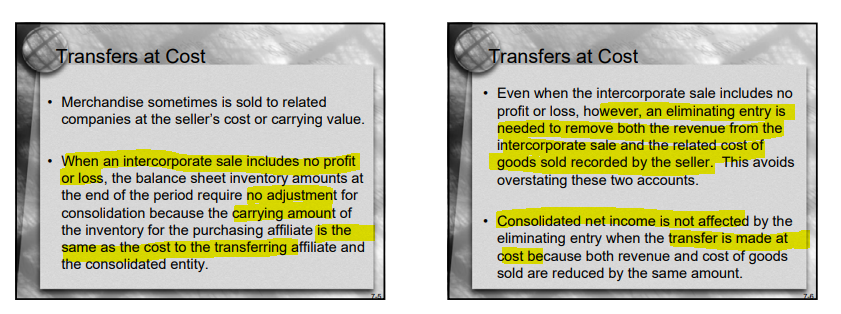 Transfers at Cost
• Merchandise sometimes is sold to related
companies at the seller's cost or carrying value.
• When an intercorporate sale includes no profit
or loss, the balance sheet inventory amounts at
the end of the period require no adjustment for
consolidation because the carrying amount of
the inventory for the purchasing affiliate is the
same as the cost to the transferring affiliate and
the consolidated entity.
7-5
Transfers at Cost
• Even when the intercorporate sale includes no
profit or loss, however, an eliminating entry is
needed to remove both the revenue from the
intercorporate sale and the related cost of
goods sold recorded by the seller. This avoids
overstating these two accounts.
• Consolidated net income is not affected by the
eliminating entry when the transfer is made at
cost because both revenue and cost of goods
sold are reduced by the same amount.
7-6